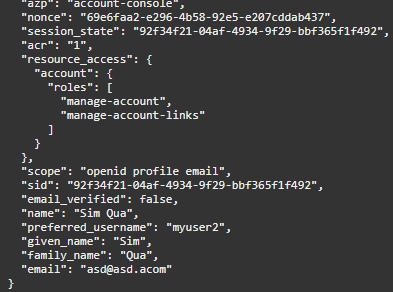 "azp": "account-console",
"nonce": "69e6faa2-e296-4b58-92e5-e207cddab437",
"session_state": "92f34f21-04af-4934-9f29-bbf365f1f492",
"acr": "1",
"resource_access": {
"account": {
"roles": [
"manage-account",
"manage-account-links"
]
}
},
"scope": "openid profile email",
"sid": "92f34f21-04af-4934-9f29-bbf365f1f492",
"email_verified": false,
"name": "Sim Qua",
"preferred_username": "myuser2",
"given_name": "Sim",
"family_name": "Qua",
"email": "asd@asd.acom"
}